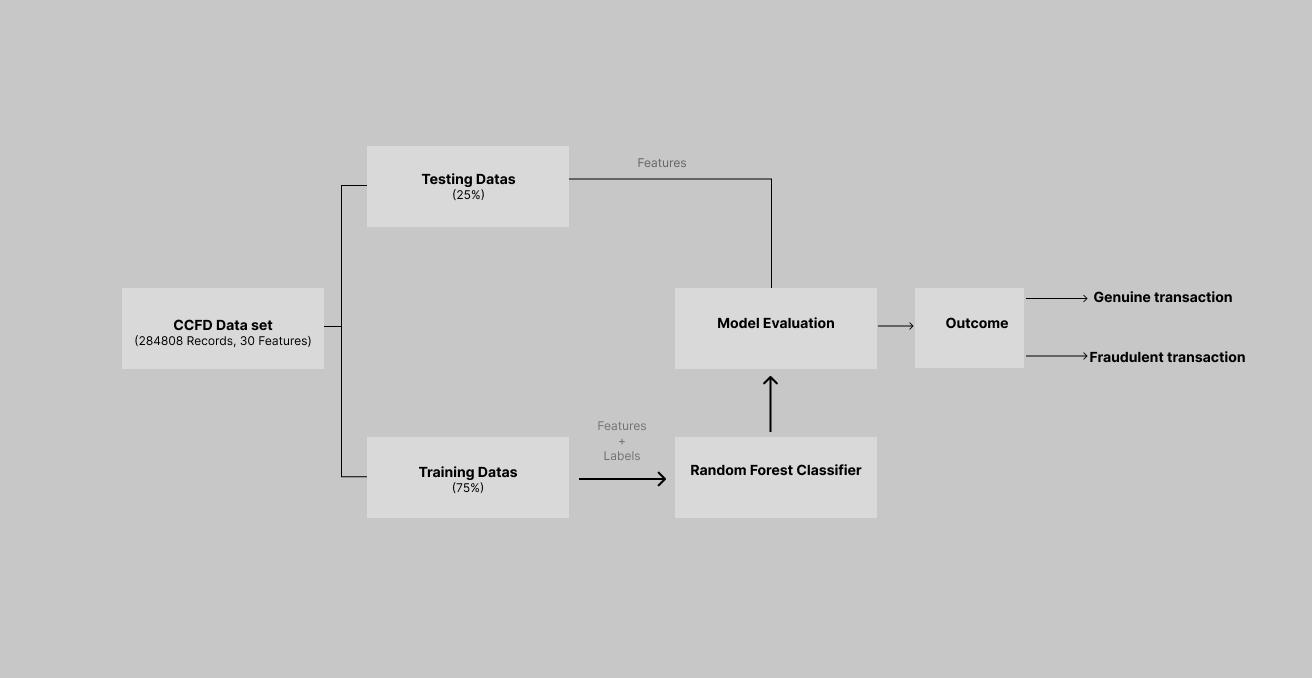 Testing Datas
(25%)
Features
CCFD Data set
(284808 Records, 30 Features)
Model Evaluation
Outcome
Genuine transaction
Fraudulent transaction
Training Datas
(75%)
Features
+
Labels
Random Forest Classifier